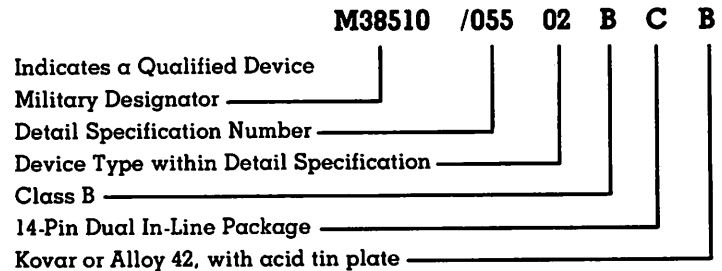 M38510 /055 02 B C B
Indicates a Qualified Device
Military Designator
Detail Specification Number
Device Type within Detail Specification
Class B
14-Pin Dual In-Line Package
Kovar or Alloy 42, with acid tin plate